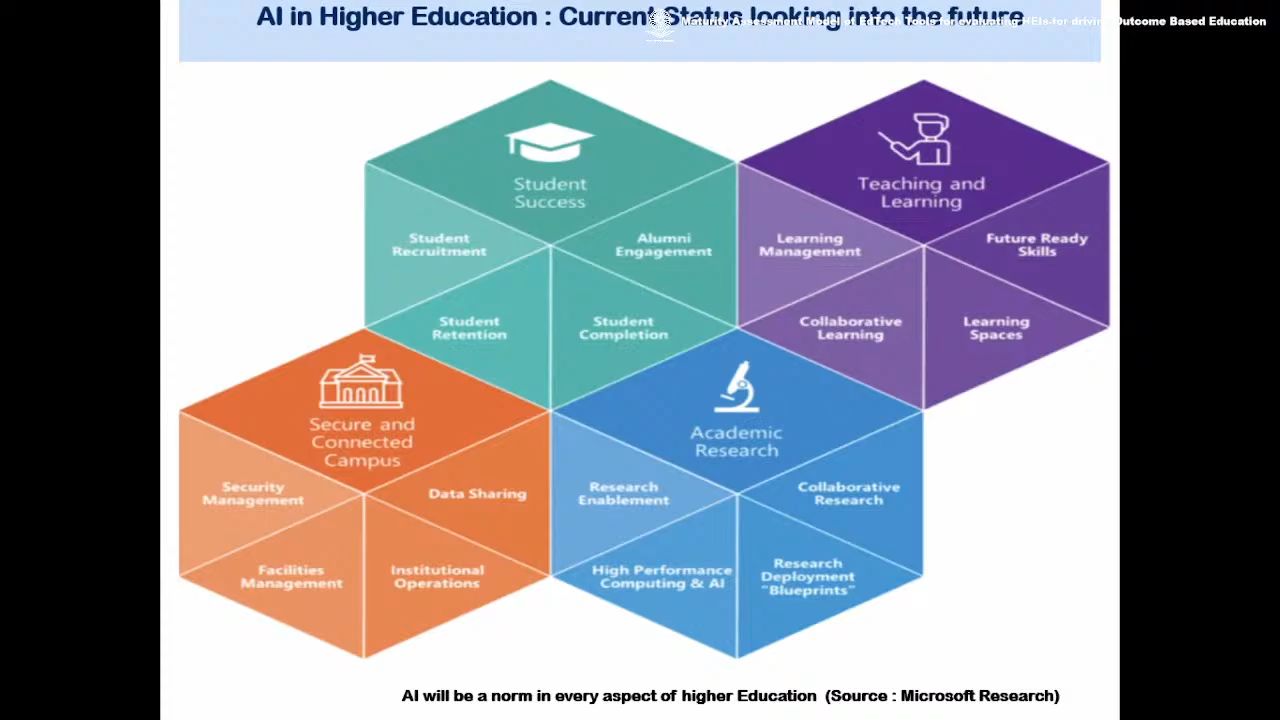 AI in Higher Education : Current Status looking into the future
Maturity Assessment Model of EdTech Tools for evaluating HEIs for driving Outcome Based Education
Student
Success
Student
Recruitment
Alumni
Engagement
Student
Retention
Student
Completion
Teaching and
Learning
Learning
Management
Future Ready
Skills
Collaborative
Learning
Learning
Spaces
Secure and
Connected
Campus
Security
Management
Data Sharing
Facilities
Management
Institutional
Operations
Academic
Research
Research
Enablement
Collaborative
Research
High Performance
Computing & AI
Research
Deployment
"Blueprints"
AI will be a norm in every aspect of higher Education (Source : Microsoft Research)